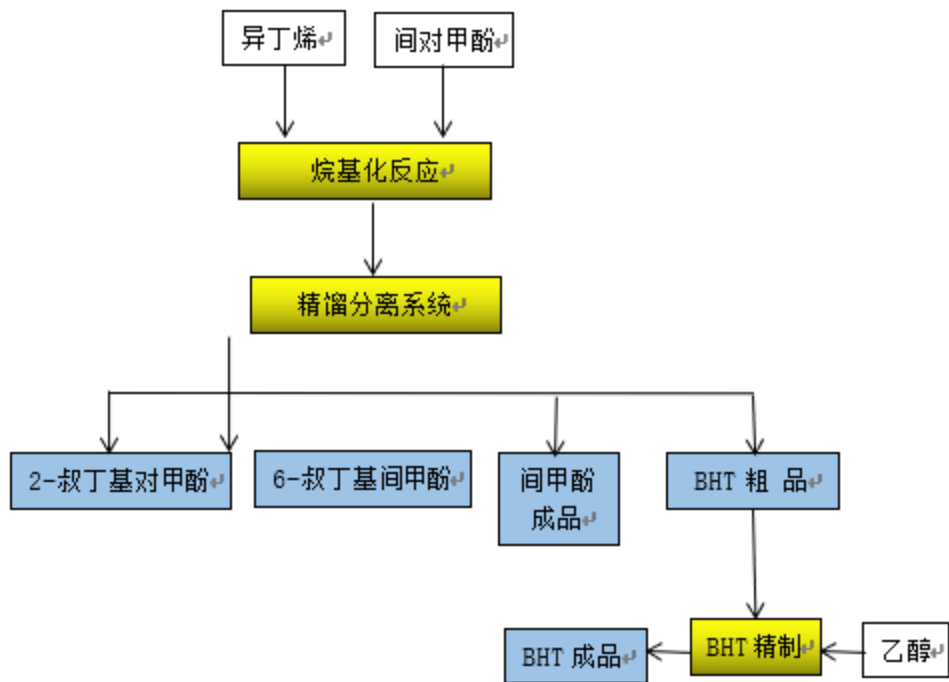 异丁烯
间对甲酚
烷基化反应
精馏分离系统
2-叔丁基对甲酚
6-叔丁基间甲酚
间甲酚
成品
BHT 粗 品
BHT 成品
BHT 精制
乙醇